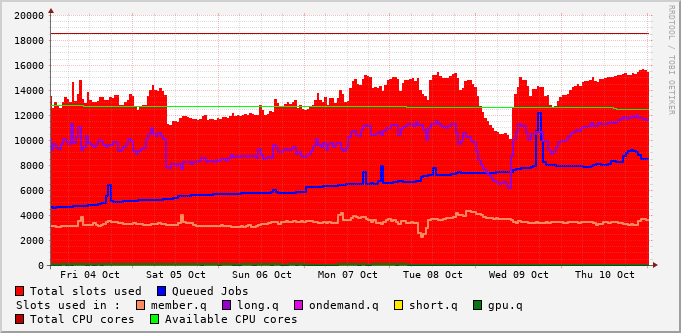 RRDTOOL / TOBI OETIKER
20000
18000
16000
14000
12000
10000
8000
6000
4000
2000
0
Fri 04 Oct Sat 05 Oct Sun 06 Oct Mon 07 Oct Tue 08 Oct Wed 09 Oct Thu 10 Oct
Total slots used Queued Jobs
Slots used in : member.q long.q ondemand.q short.q gpu.q
Total CPU cores Available CPU cores